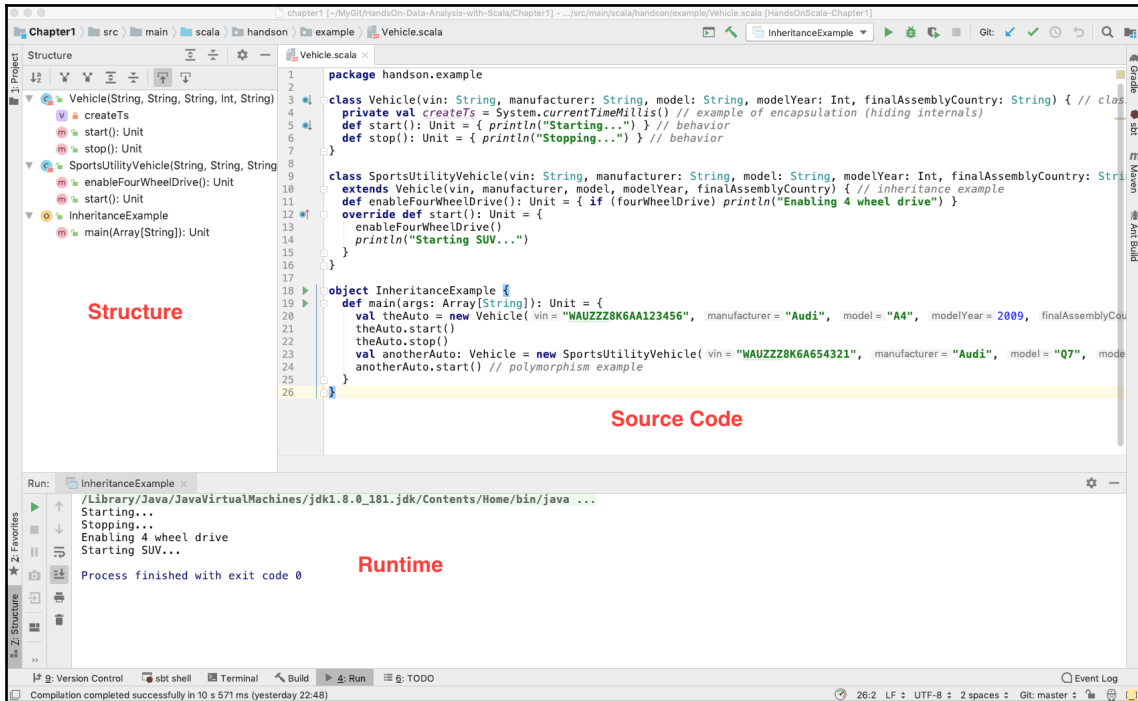 chapter1 [~/MyGit/HandsOn-Data-Analysis-with-Scala/Chapter1] - .../src/main/scala/handson/example/Vehicle.scala [HandsOnScala-Chapter1]
Chapter1 src main scala handson example Vehicle.scala InheritanceExample Git:
Structure
Vehicle.scala
1: Project
Vehicle(String, String, String, Int, String)
createTs
start(): Unit
stop(): Unit
SportsUtilityVehicle(String, String, String
enableFourWheelDrive(): Unit
start(): Unit
InheritanceExample
main(Array[String]): Unit
Structure
1 package handson.example
2
3 class Vehicle(vin: String, manufacturer: String, model: String, modelYear: Int, finalAssemblyCountry: String) { // clas
4 private val createTs = System.currentTimeMillis() // example of encapsulation (hiding internals)
5 def start(): Unit = { println("Starting...") } // behavior
6 def stop(): Unit = { println("Stopping...") } // behavior
7 }
8
9 class SportsUtilityVehicle(vin: String, manufacturer: String, model: String, modelYear: Int, finalAssemblyCountry: Stri
10 extends Vehicle(vin, manufacturer, model, modelYear, finalAssemblyCountry) { // inheritance example
11 def enableFourWheelDrive(): Unit = { if (fourWheelDrive) println("Enabling 4 wheel drive") }
12 override def start(): Unit = {
13 enableFourWheelDrive()
14 println("Starting SUV...")
15 }
16 }
17
18 object InheritanceExample {
19 def main(args: Array[String]): Unit = {
20 val theAuto = new Vehicle( vin = "WAUZZZ8K6AA123456", manufacturer = "Audi", model = "A4", modelYear = 2009, finalAssemblyCou
21 theAuto.start()
22 theAuto.stop()
23 val anotherAuto: Vehicle = new SportsUtilityVehicle( vin = "WAUZZZ8K6A654321", manufacturer = "Audi", model = "Q7", mode
24 anotherAuto.start() // polymorphism example
25 }
26 }
Source Code
Gradle
sbt
Maven
Ant Build
Run: InheritanceExample
/Library/Java/JavaVirtualMachines/jdk1.8.0_181.jdk/Contents/Home/bin/java ...
Starting...
Stopping...
Enabling 4 wheel drive
Starting SUV...
Process finished with exit code 0
Runtime
2: Favorites
Z: Structure
9: Version Control sbt shell Terminal Build 4: Run 6: TODO Event Log
Compilation completed successfully in 10 s 571 ms (yesterday 22:48) 26:2 LF UTF-8 2 spaces Git: master